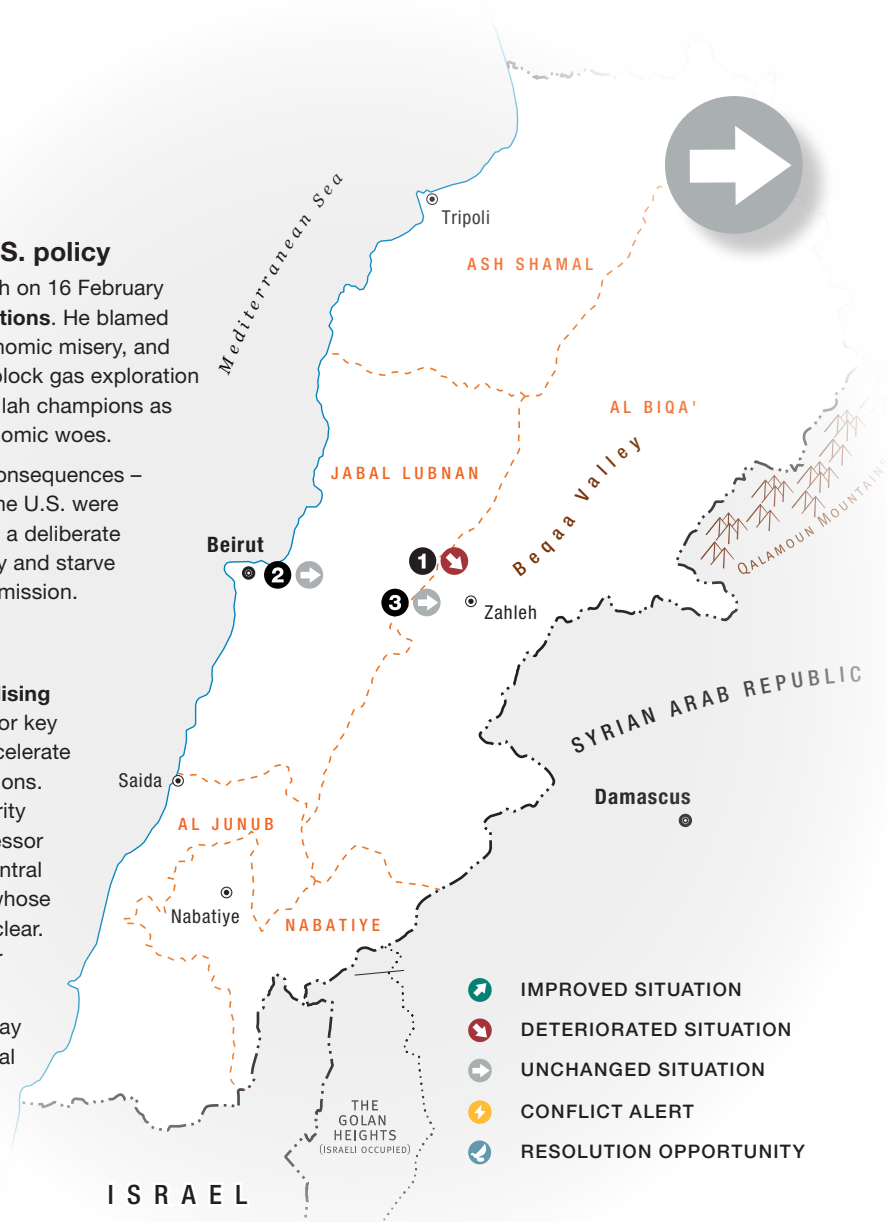 S. policy
h on 16 February
tions. He blamed
nomic misery, and
block gas exploration
lah champions as
omic woes.
onsequences –
ne U.S. were
a deliberate
y and starve
mission.
lising
or key
celerate
ions.
rity
essor
ntral
whose
clear.
r
ay
al
Mediterranean Sea
Tripoli
ASH SHAMAL
AL BIQA'
JABAL LUBNAN
Beqaa Valley
QALAMOUN MOUNTAINS
Beirut
1
2
3
Zahleh
SYRIAN ARAB REPUBLIC
Saida
Damascus
AL JUNUB
Nabatiye
NABATIYE
THE
GOLAN
HEIGHTS
(ISRAELI OCCUPIED)
ISRAEL
IMPROVED SITUATION
DETERIORATED SITUATION
UNCHANGED SITUATION
CONFLICT ALERT
RESOLUTION OPPORTUNITY